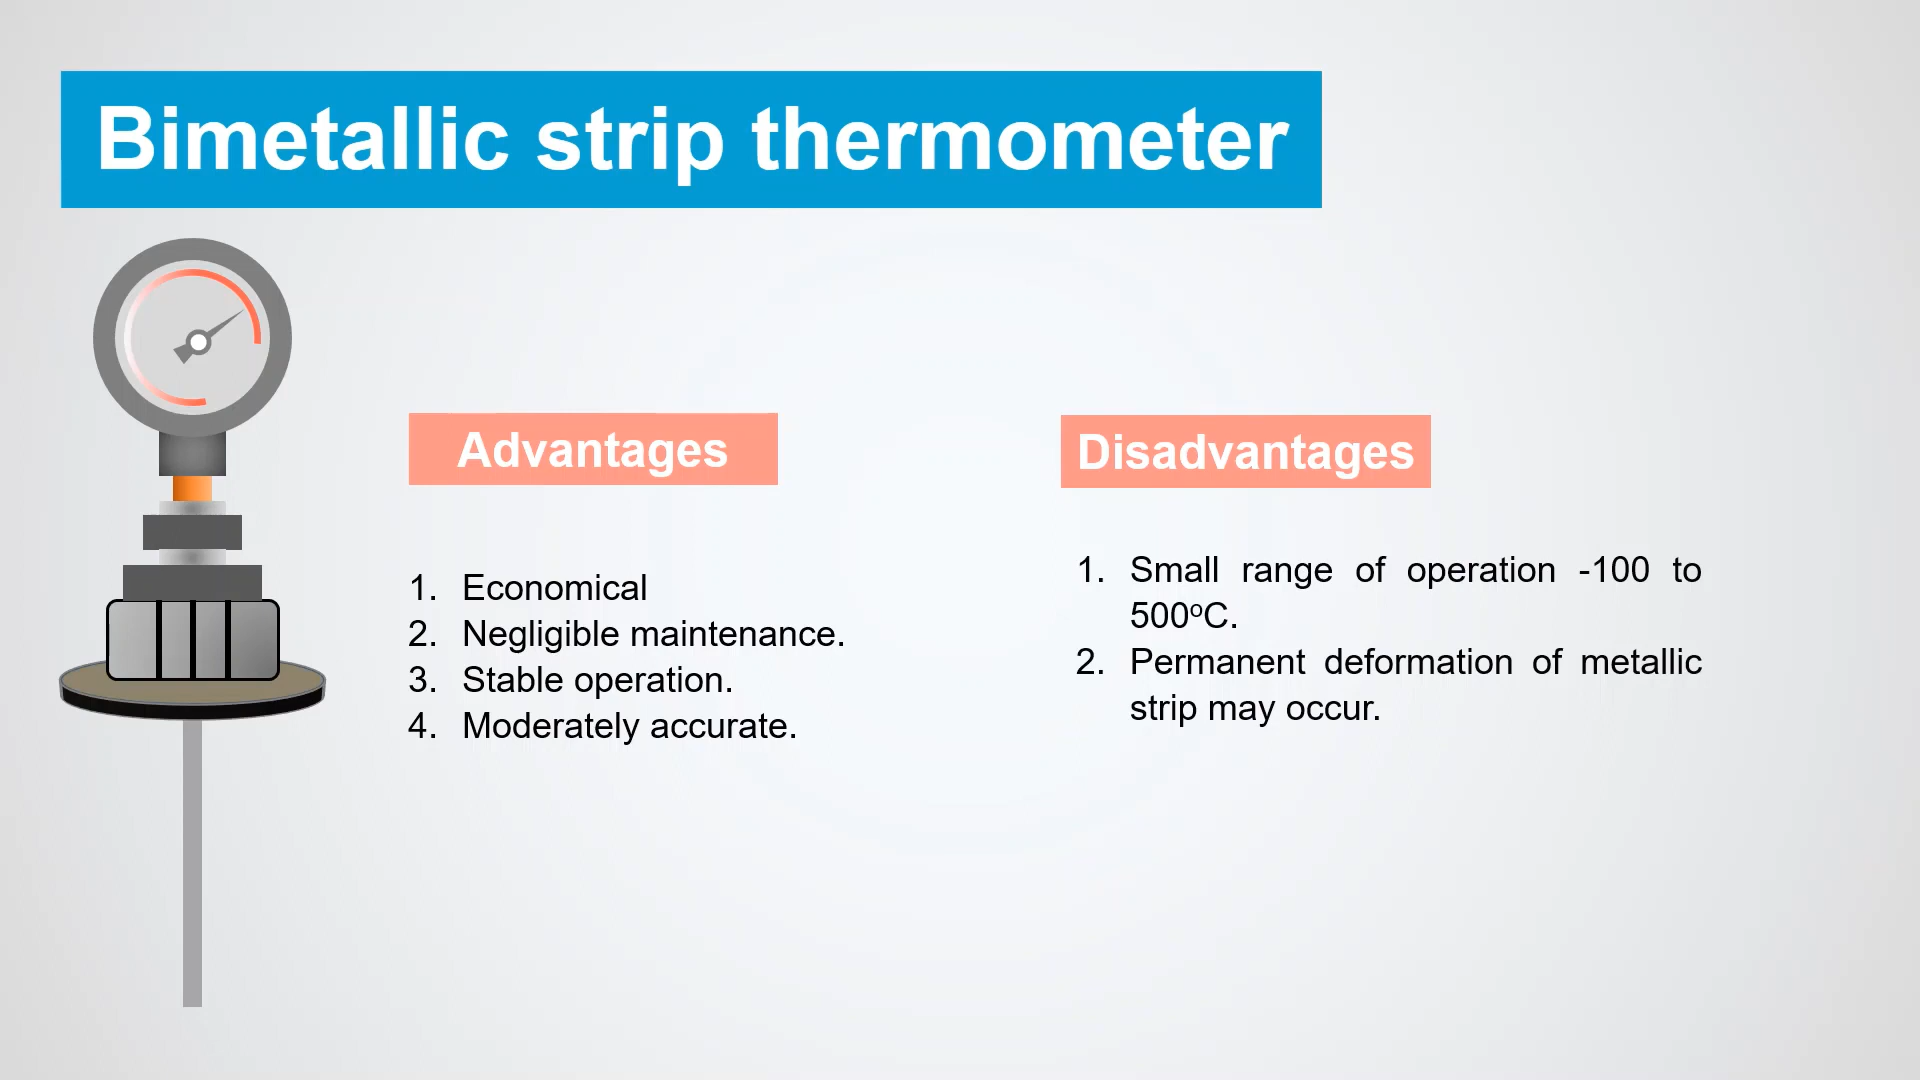 Bimetallic strip thermometer
Advantages
1. Economical
2. Negligible maintenance.
3. Stable operation.
4. Moderately accurate.
Disadvantages
1. Small range of operation -100 to
500ºC.
2. Permanent deformation of metallic
strip may occur.